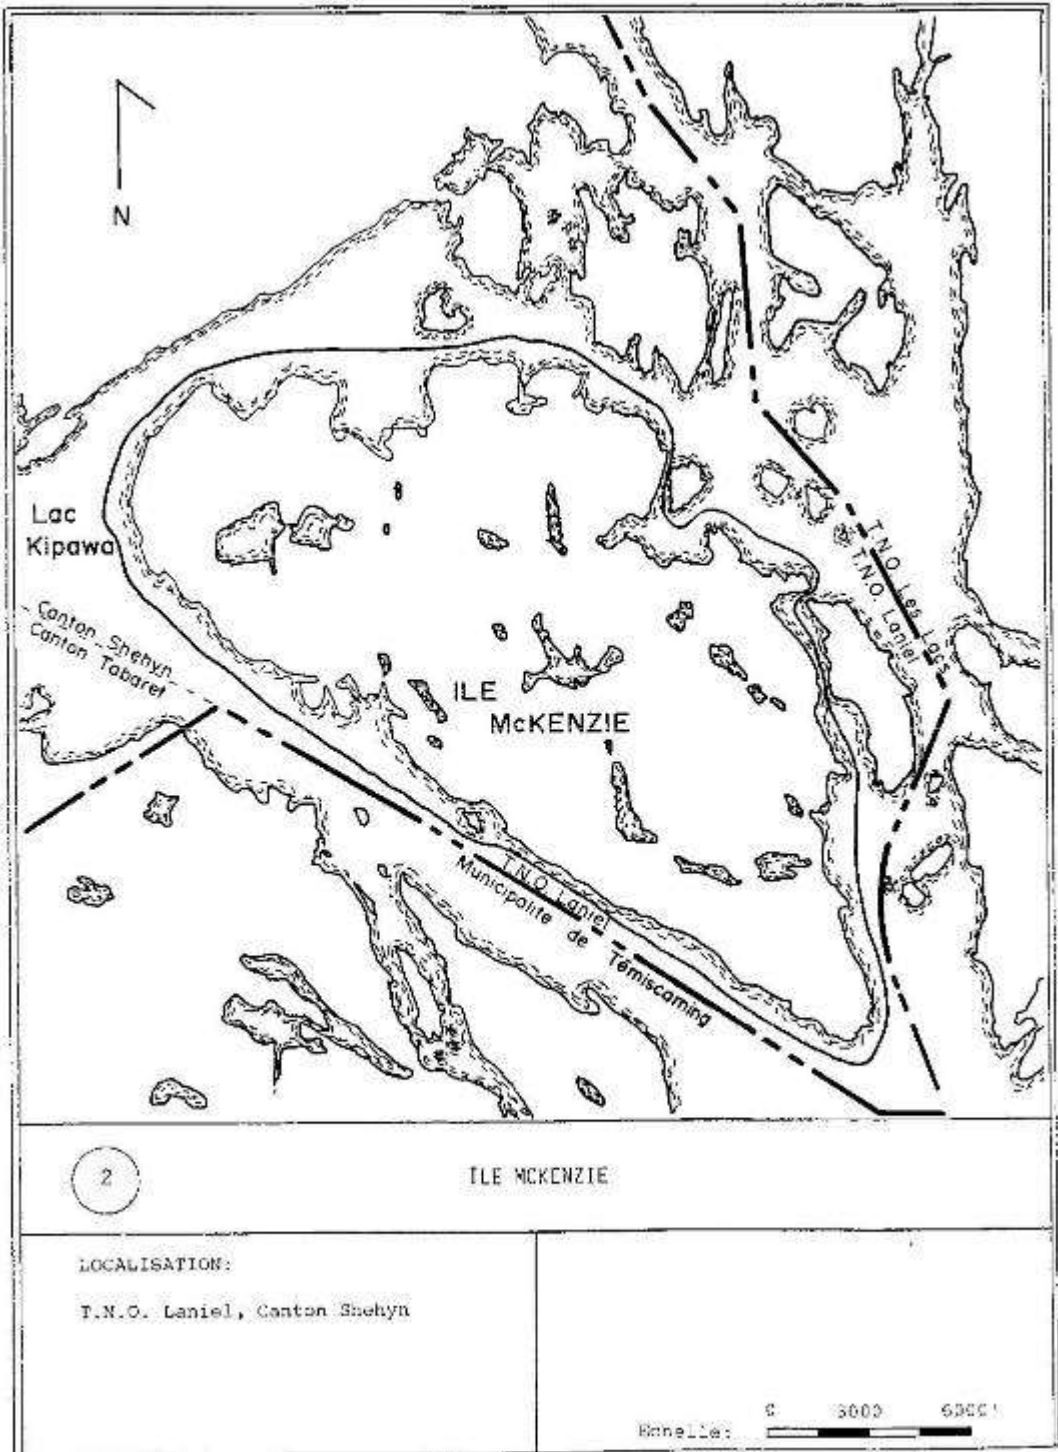 N
Lac
Kipawa
Canton Shehyn
Canton Tabaret
T.N.O. Les Lacs
T.N.O. Laniel
ILE
McKENZIE
T.N.O. Laniel
Municipalité de Témiscaming
2
ÎLE MCKENZIE
LOCALISATION:
T.N.O. Laniel, Canton Shehyn
0 3000 6000'
Echelle: